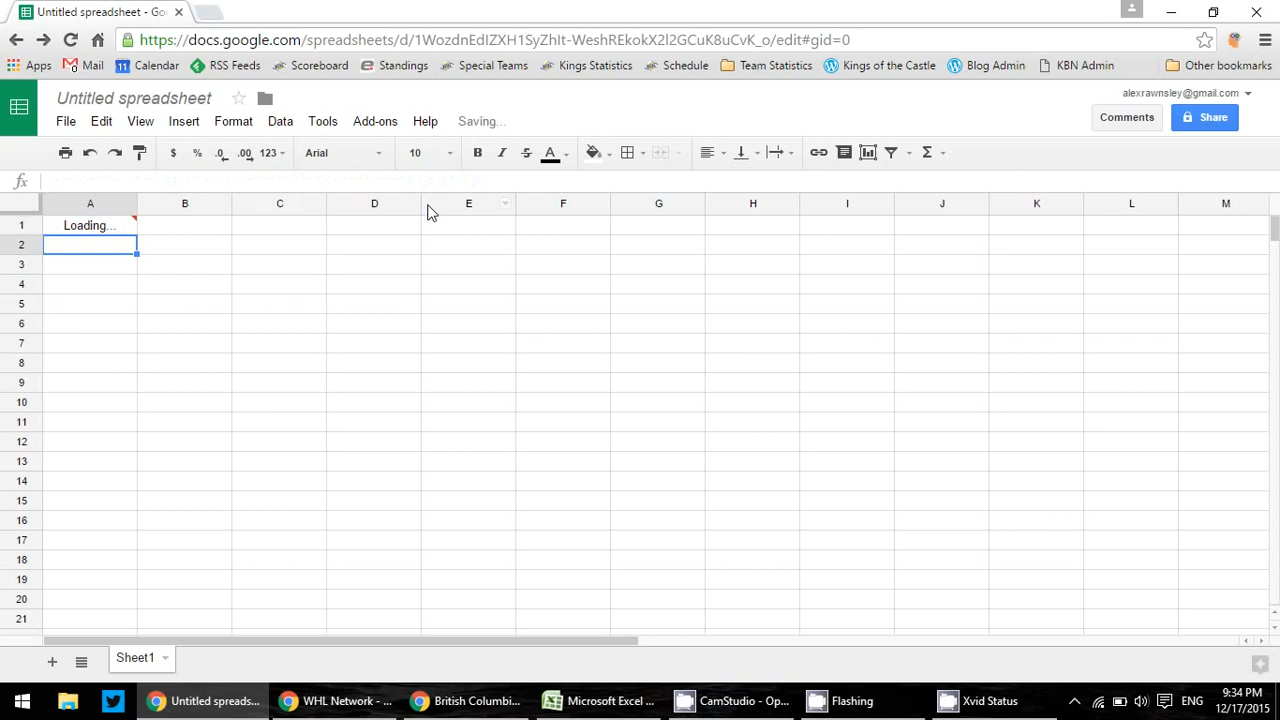 Untitled spreadsheet - Go
https://docs.google.com/spreadsheets/d/1WozdnEdIZXH1SyZhIt-WeshREkokX2l2GCuK8uCvK_o/edit#gid=0
Apps Mail Calendar RSS Feeds Scoreboard Standings Special Teams Kings Statistics Schedule Team Statistics Kings of the Castle Blog Admin KBN Admin Other bookmarks
Untitled spreadsheet
alexrawnsley@gmail.com
File Edit View Insert Format Data Tools Add-ons Help Saving...
Comments Share
$ % .0 .00 123 Arial 10 B I S A Σ
fx
A B C D E F G H I J K L M
1 Loading...
2
3
4
5
6
7
8
9
10
11
12
13
14
15
16
17
18
19
20
21
Sheet1
Untitled spreads... WHL Network - ... British Columbi... Microsoft Excel ... CamStudio - Op... Flashing Xvid Status ENG
9:34 PM
12/17/2015